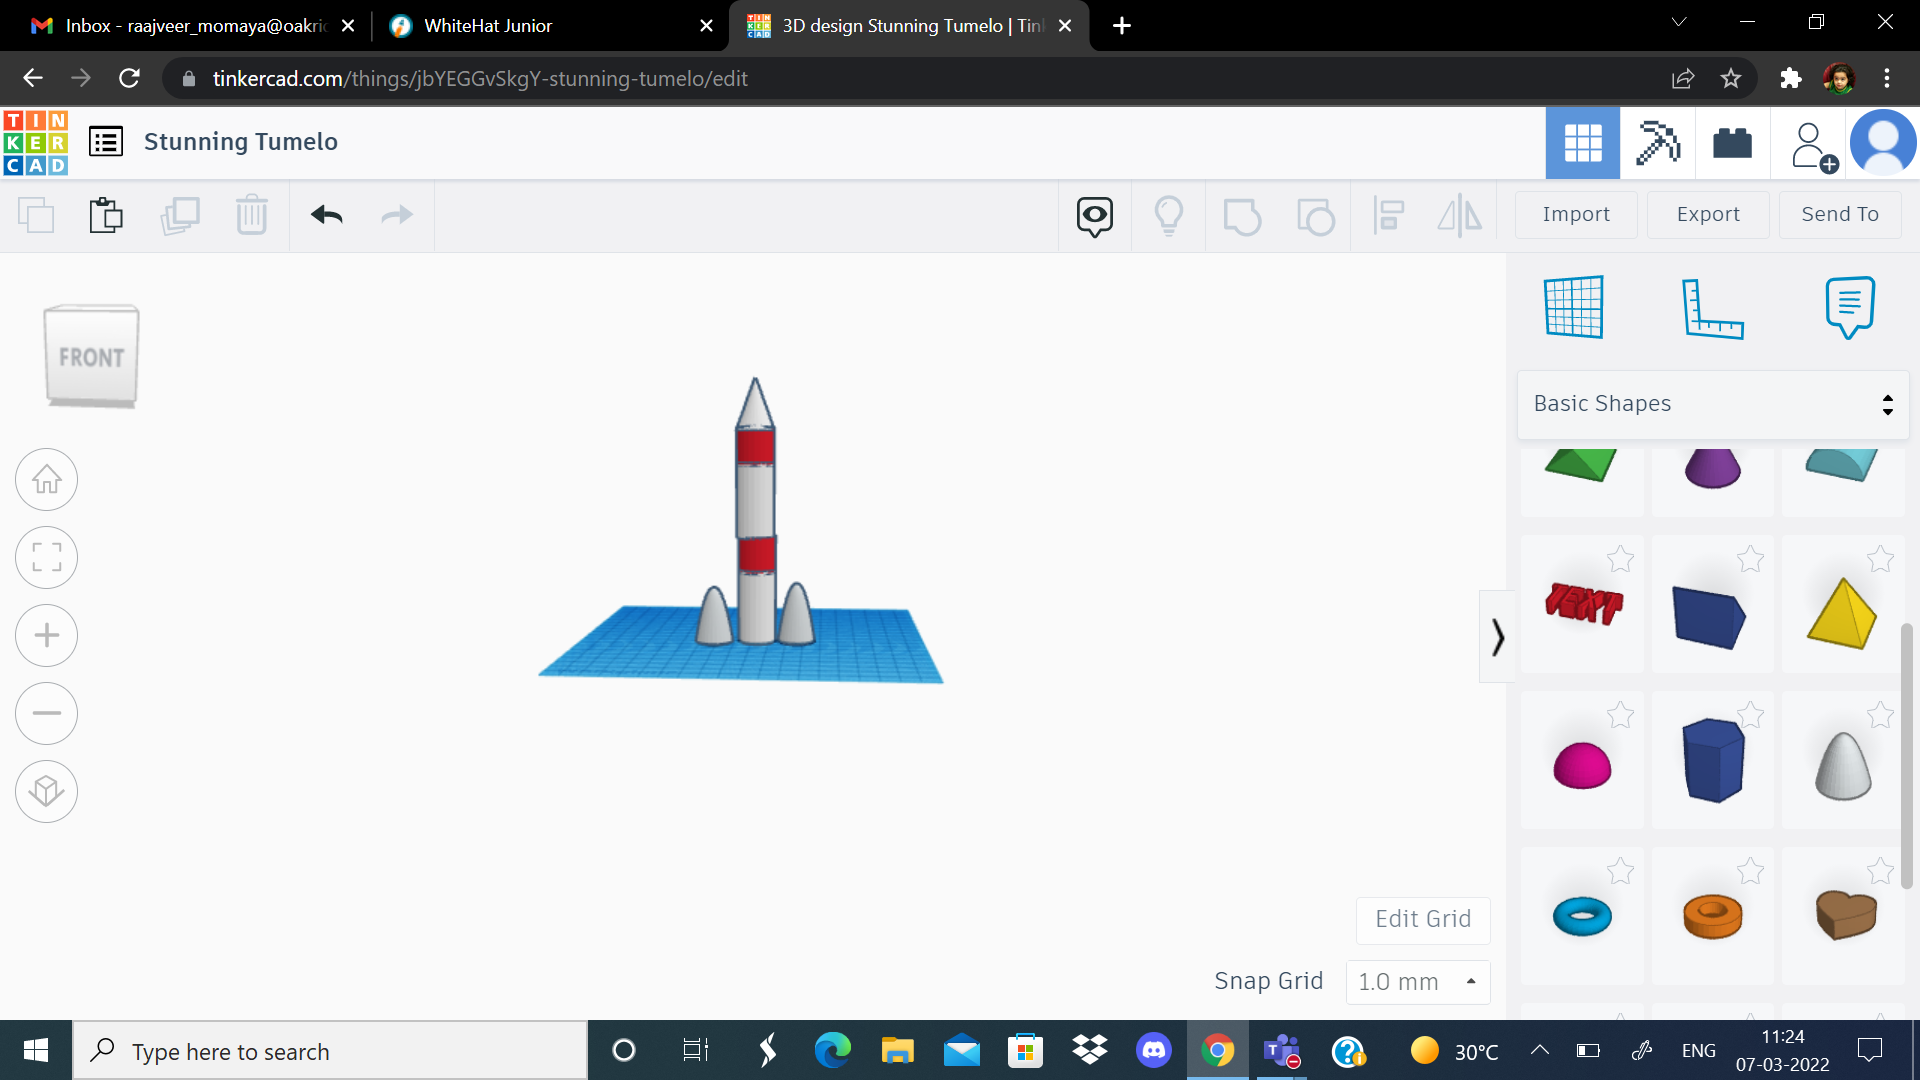 Inbox - raajveer_momaya@oakri
WhiteHat Junior
3D design Stunning Tumelo | Tin
tinkercad.com/things/jbYEGGvSkgY-stunning-tumelo/edit
TIN
KER
CAD
Stunning Tumelo
Import
Export
Send To
FRONT
Basic Shapes
TEXT
Edit Grid
Snap Grid
1.0 mm
Type here to search
30°C
ENG
11:24
07-03-2022